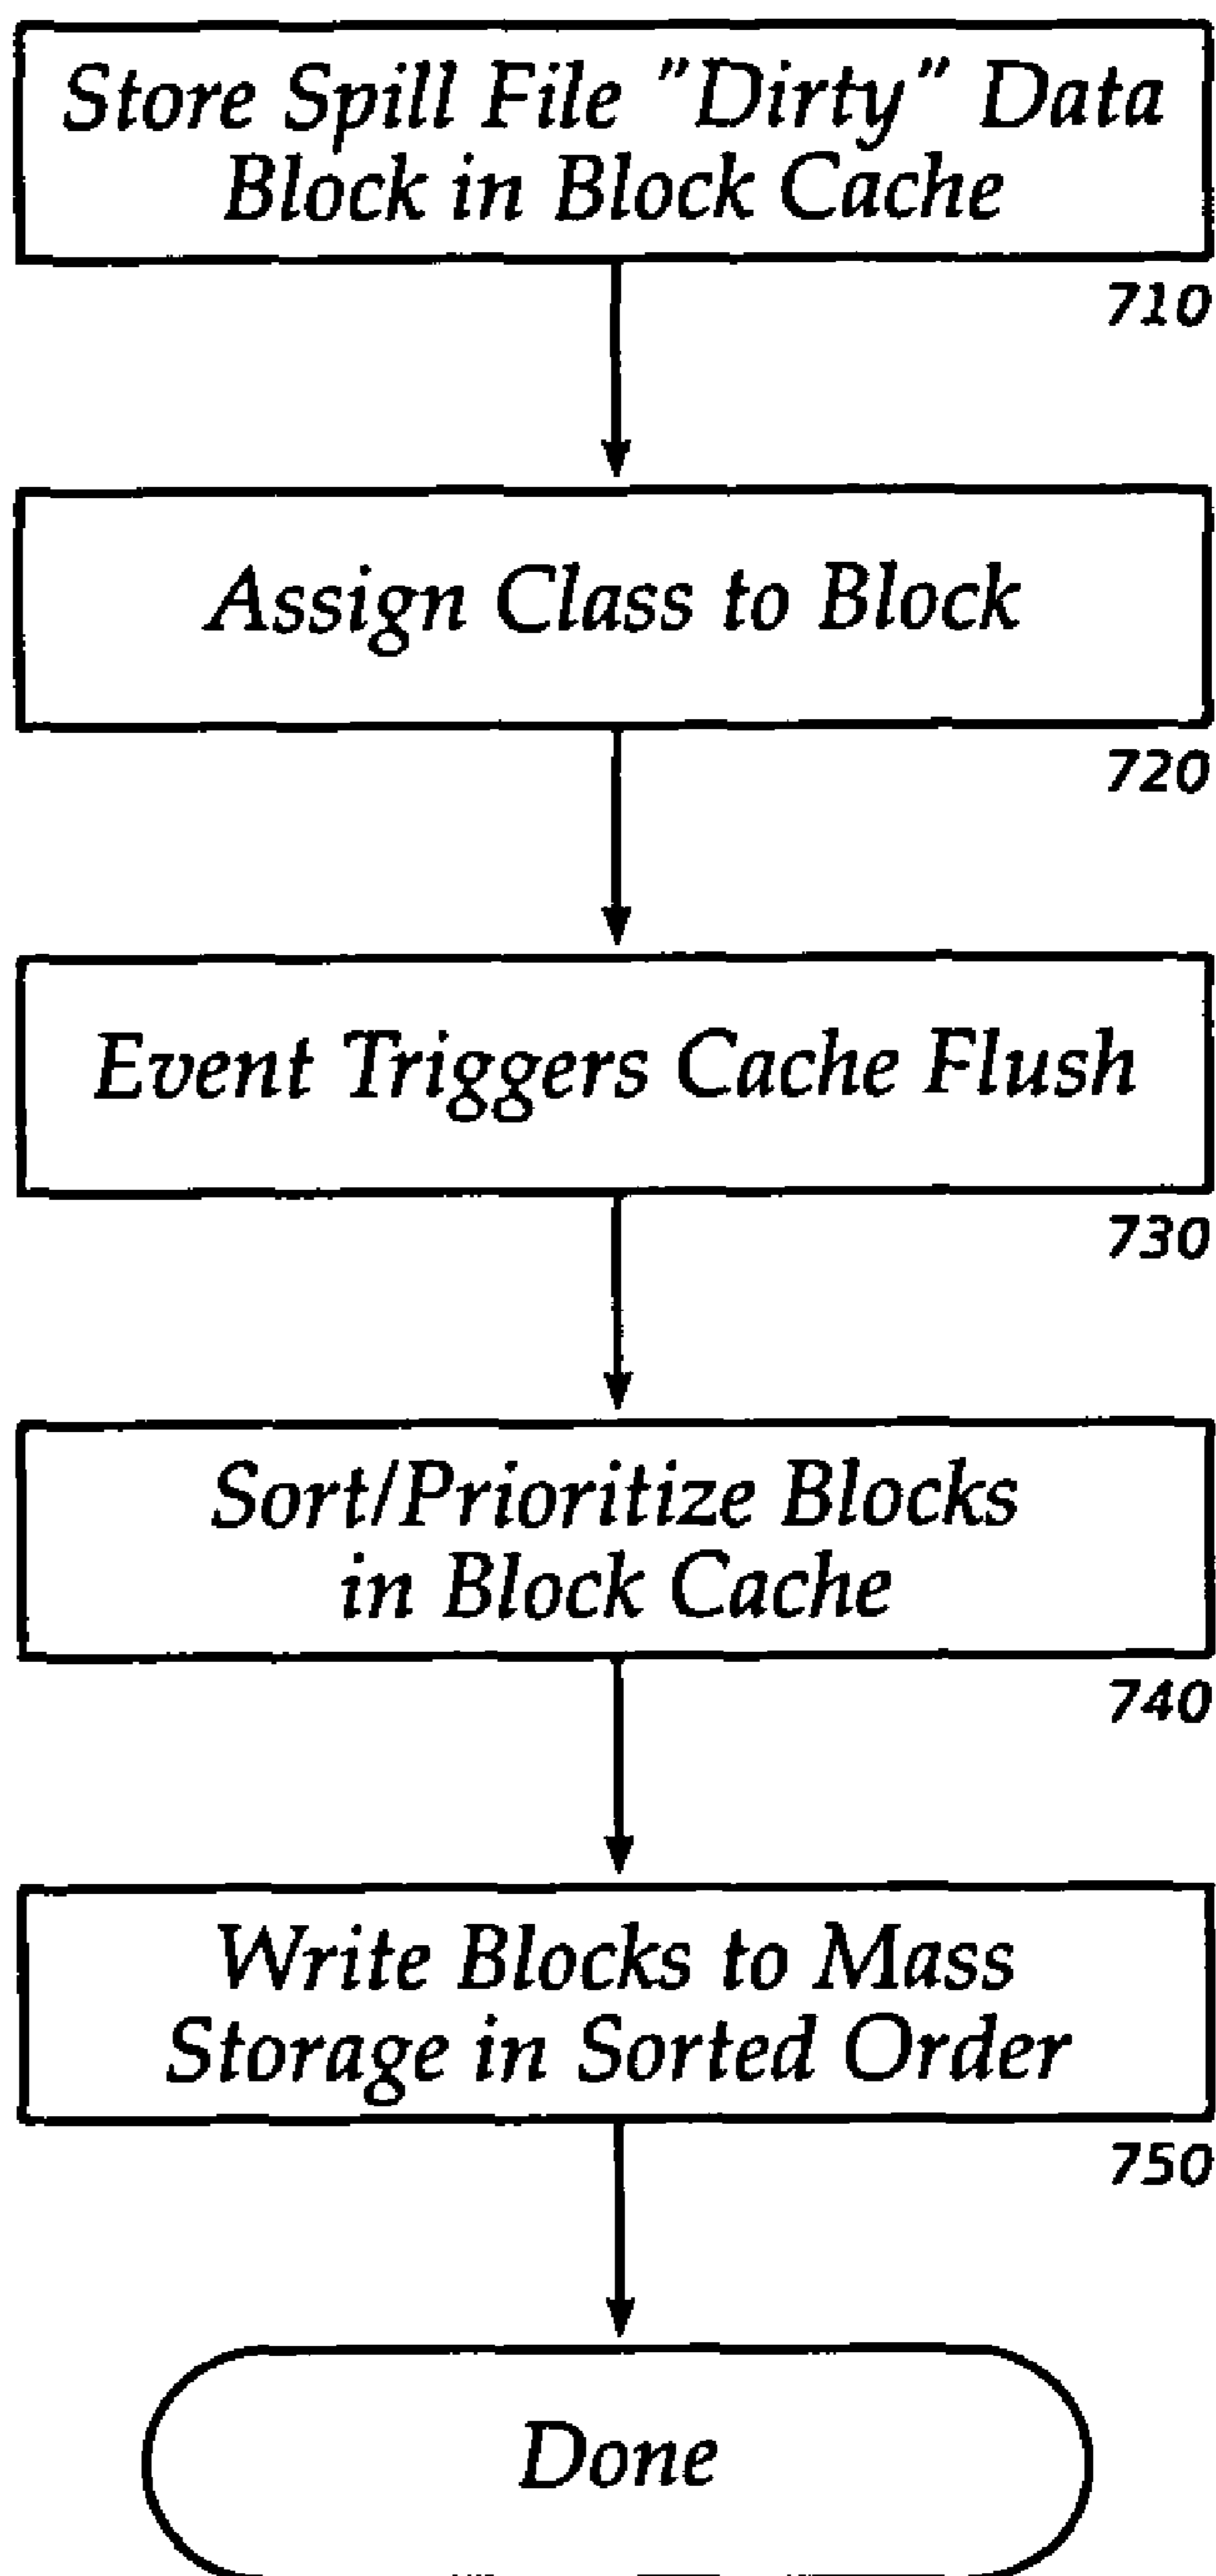 Store Spill File "Dirty" Data
Block in Block Cache
710
Assign Class to Block
720
Event Triggers Cache Flush
730
Sort/Prioritize Blocks
in Block Cache
740
Write Blocks to Mass
Storage in Sorted Order
750
Done